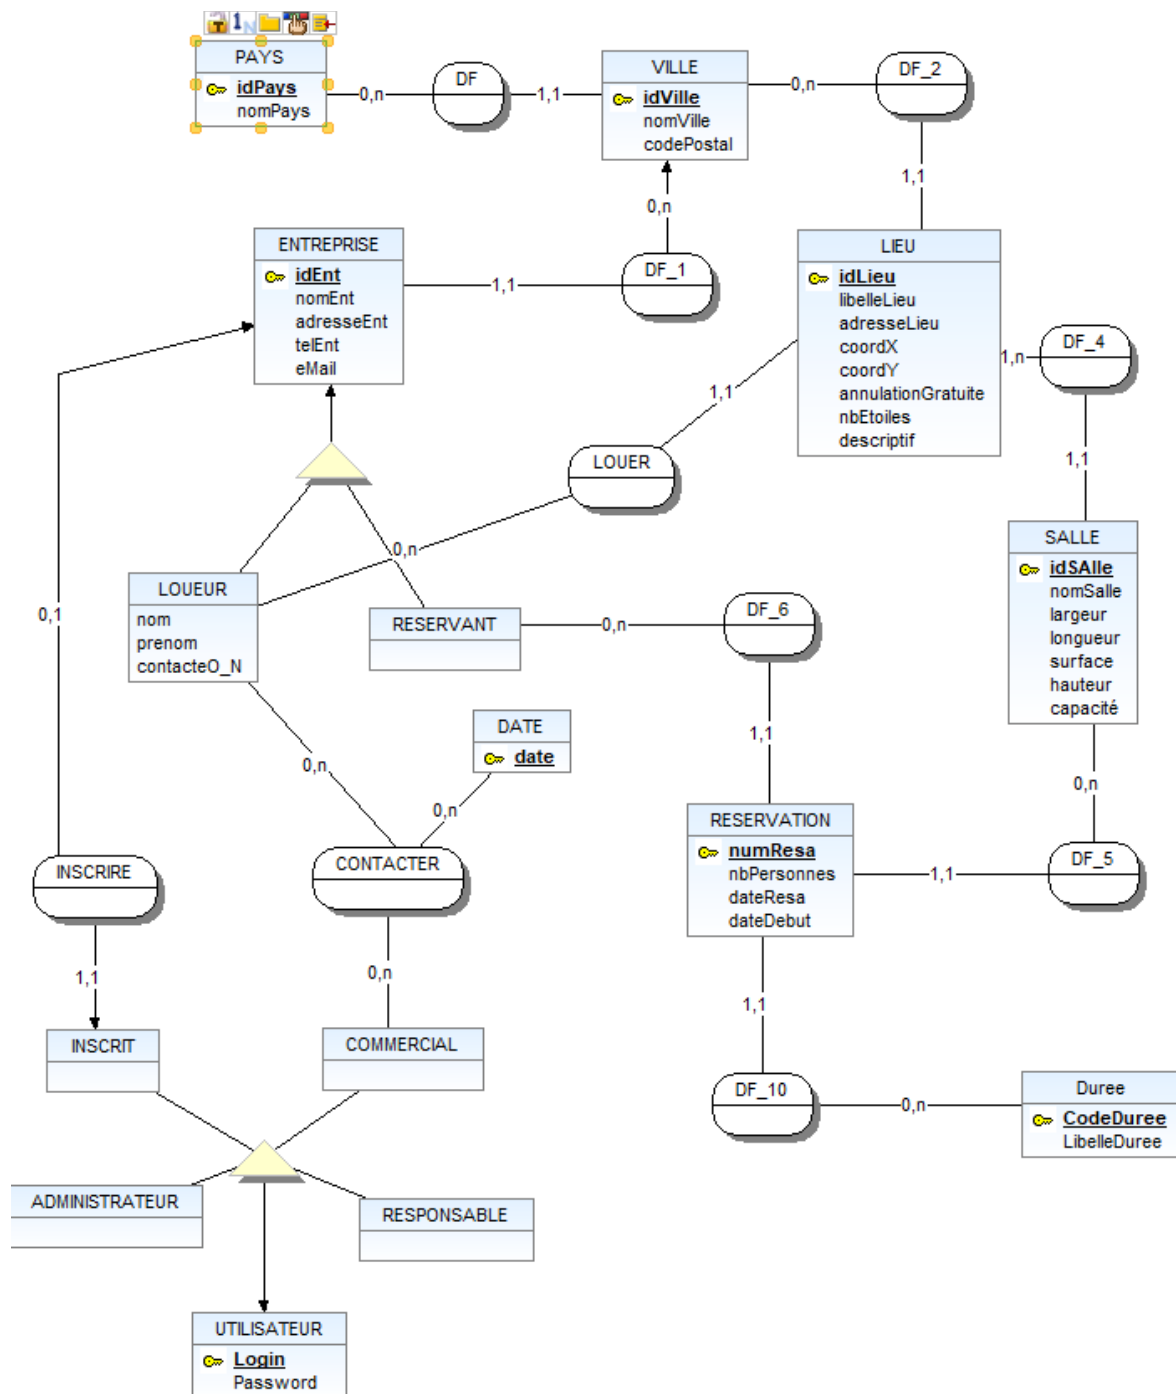 1N
PAYS
idPays
nomPays
0,n
DF
1,1
VILLE
idVille
nomVille
codePostal
0,n
DF_2
1,1
0,n
ENTREPRISE
idEnt
nomEnt
adresseEnt
telEnt
eMail
1,1
DF_1
LIEU
idLieu
libelleLieu
adresseLieu
coordX
coordY
annulationGratuite
nbEtoiles
descriptif
1,n
DF_4
1,1
1,1
LOUER
0,n
SALLE
idSAlle
nomSalle
largeur
longueur
surface
hauteur
capacité
LOUEUR
nom
prenom
contacteO_N
0,1
RESERVANT
0,n
DF_6
1,1
DATE
date
0,n
0,n
0,n
RESERVATION
numResa
nbPersonnes
dateResa
dateDebut
1,1
DF_5
INSCRIRE
CONTACTER
1,1
0,n
1,1
INSCRIT
COMMERCIAL
DF_10
0,n
Duree
CodeDuree
LibelleDuree
ADMINISTRATEUR
RESPONSABLE
UTILISATEUR
Login
Password